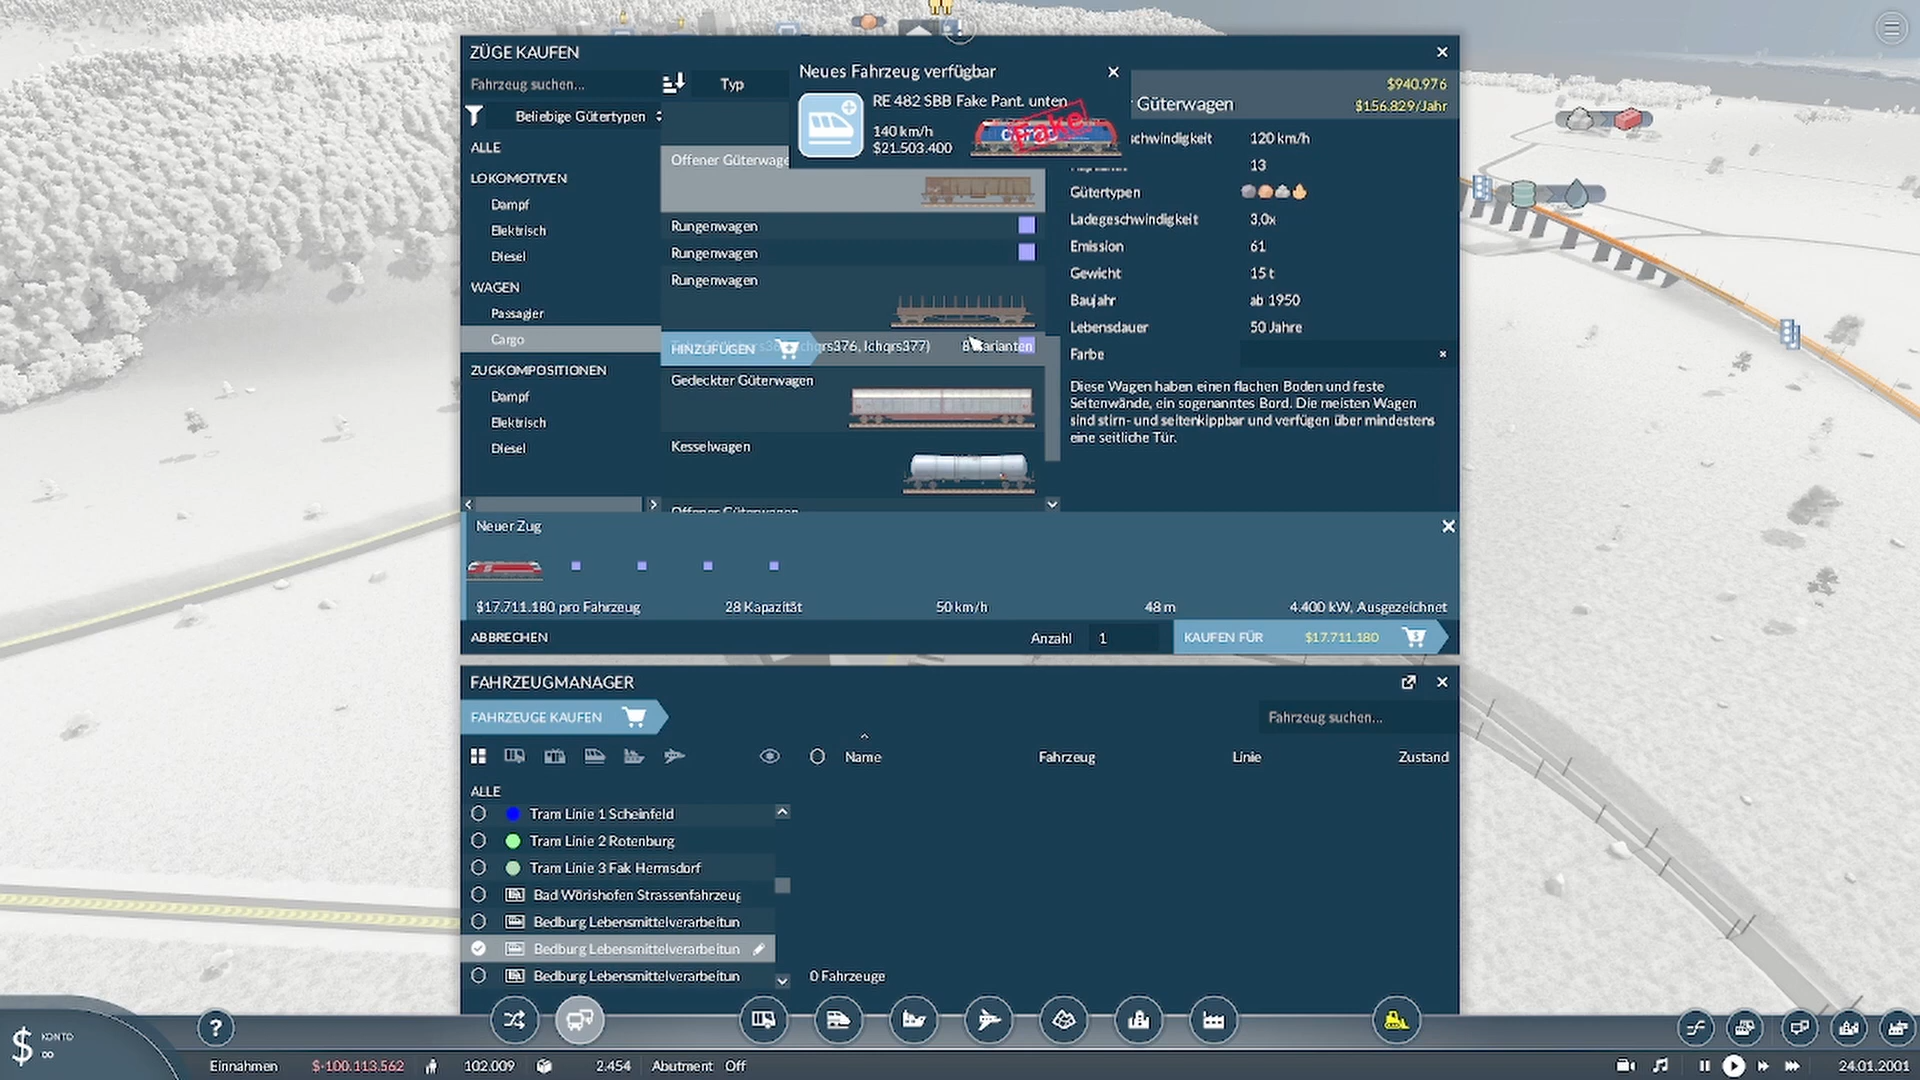 ZÜGE KAUFEN
Fahrzeug suchen...
Typ
Beliebige Gütertypen
ALLE
LOKOMOTIVEN
Dampf
Elektrisch
Diesel
WAGEN
Passagier
Cargo
ZUGKOMPOSITIONEN
Dampf
Elektrisch
Diesel
Neues Fahrzeug verfügbar
RE 482 SBB Fake Pant. unten
140 km/h
$21.503.400
Fake
Offener Güterwage
Rungenwagen
Rungenwagen
Rungenwagen
HINZUFÜGEN
rs376, Ichqrs377)
8 Varianten
Gedeckter Güterwagen
Kesselwagen
Offener Güterwagen
Güterwagen
$940.976
$156.829/Jahr
schwindigkeit 120 km/h
13
Gütertypen
Ladegeschwindigkeit 3,0x
Emission 61
Gewicht 15 t
Baujahr ab 1950
Lebensdauer 50 Jahre
Farbe
Diese Wagen haben einen flachen Boden und feste
Seitenwände, ein sogenanntes Bord. Die meisten Wagen
sind stirn- und seitenkippbar und verfügen über mindestens
eine seitliche Tür.
Neuer Zug
$17.711.180 pro Fahrzeug 28 Kapazität 50 km/h 48 m 4.400 kW, Ausgezeichnet
ABBRECHEN
Anzahl 1
KAUFEN FÜR $17.711.180
FAHRZEUGMANAGER
FAHRZEUGE KAUFEN
Fahrzeug suchen...
Name Fahrzeug Linie Zustand
ALLE
Tram Linie 1 Scheinfeld
Tram Linie 2 Rotenburg
Tram Linie 3 Fak Hermsdorf
Bad Wörishofen Strassenfahrzeug
Bedburg Lebensmittelverarbeitun
Bedburg Lebensmittelverarbeitun
Bedburg Lebensmittelverarbeitun
0 Fahrzeuge
KONTO
∞
Einnahmen $-100.113.562 102.009 2.454 Abutment Off
24.01.2001